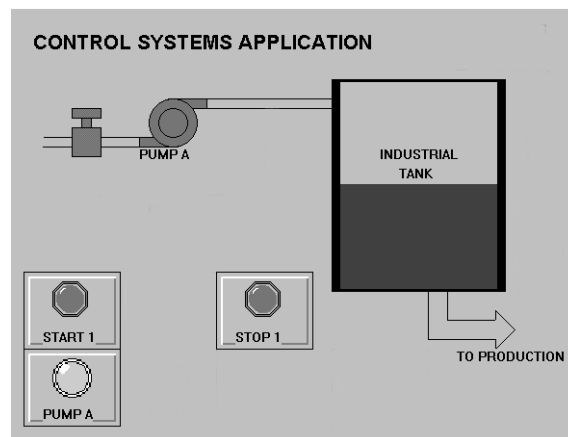 CONTROL SYSTEMS APPLICATION
PUMP A
INDUSTRIAL
TANK
START 1
STOP 1
TO PRODUCTION
PUMP A